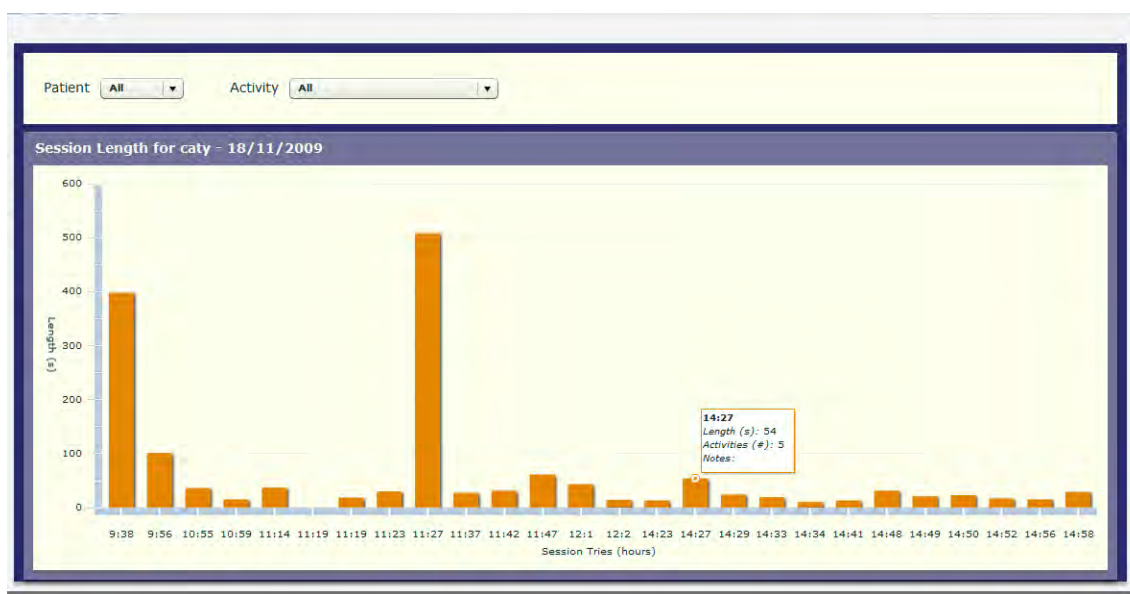 Patient All Activity All
Session Length for caty - 18/11/2009
600
500
400
300
200
100
0
Length (s)
14:27
Length (s): 54
Activities (#): 5
Notes:
9:38 9:56 10:55 10:59 11:14 11:19 11:19 11:23 11:27 11:37 11:42 11:47 12:1 12:2 14:23 14:27 14:29 14:33 14:34 14:41 14:48 14:49 14:50 14:52 14:56 14:58
Session Tries (hours)